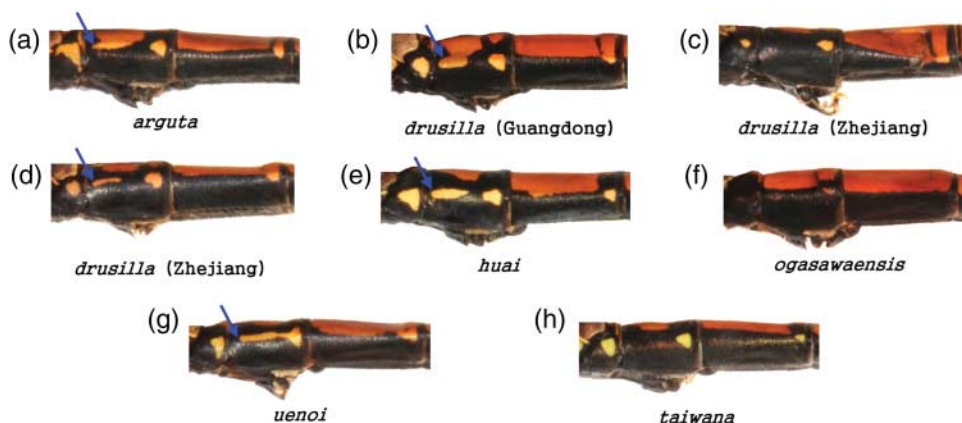 (a)
arguta
(b)
drusilla (Guangdong)
(c)
drusilla (Zhejiang)
(d)
drusilla (Zhejiang)
(e)
huai
(f)
ogasawaensis
(g)
uenoi
(h)
taiwana